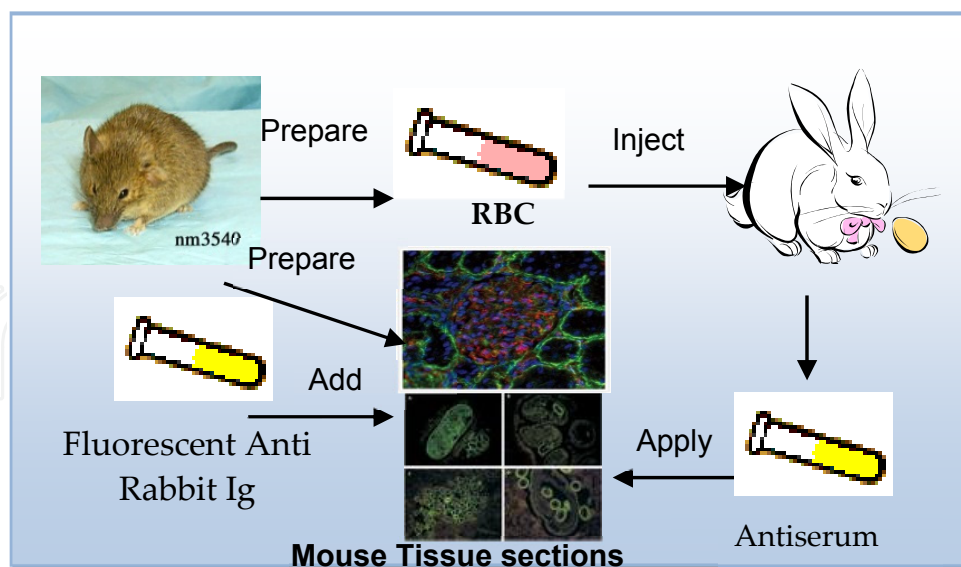 Prepare
Inject
RBC
nm3540
Prepare
Add
Fluorescent Anti
Rabbit Ig
Apply
Antiserum
Mouse Tissue sections